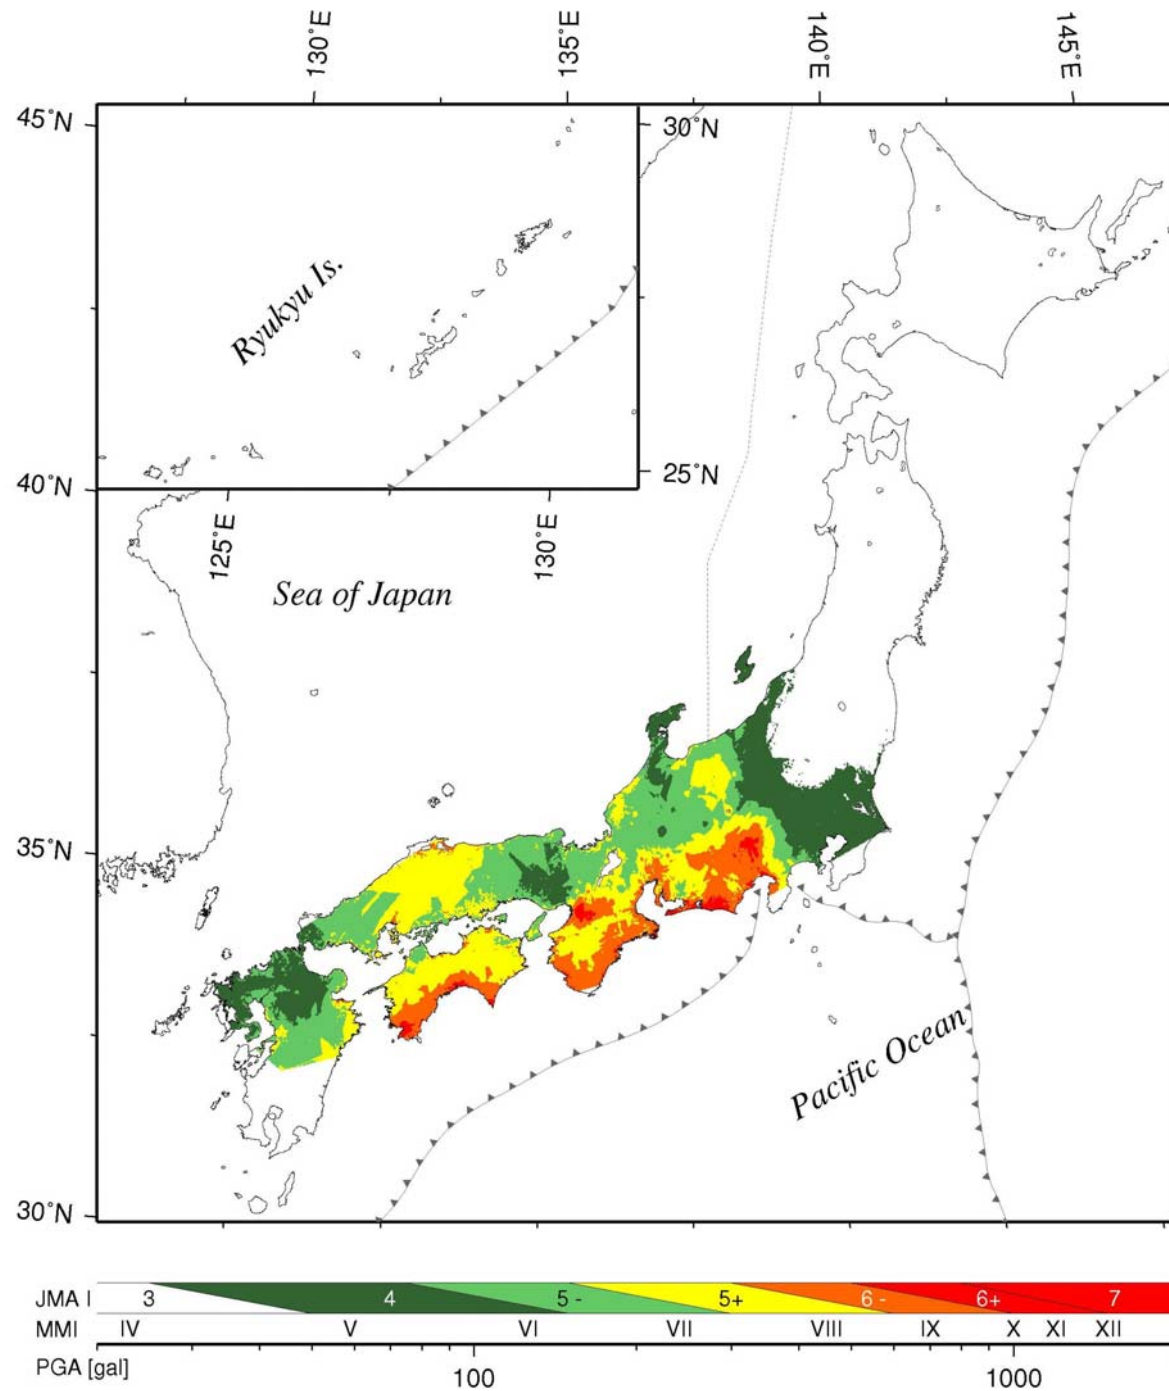 130°E 135°E 140°E 145°E
45°N 30°N
Ryukyu Is.
25°N
40°N
125°E 130°E
Sea of Japan
35°N
Pacific Ocean
30°N
JMA I 3 4 5 - 5+ 6 - 6+ 7
MMI IV V VI VII VIII IX X XI XII
PGA [gal] 100 1000